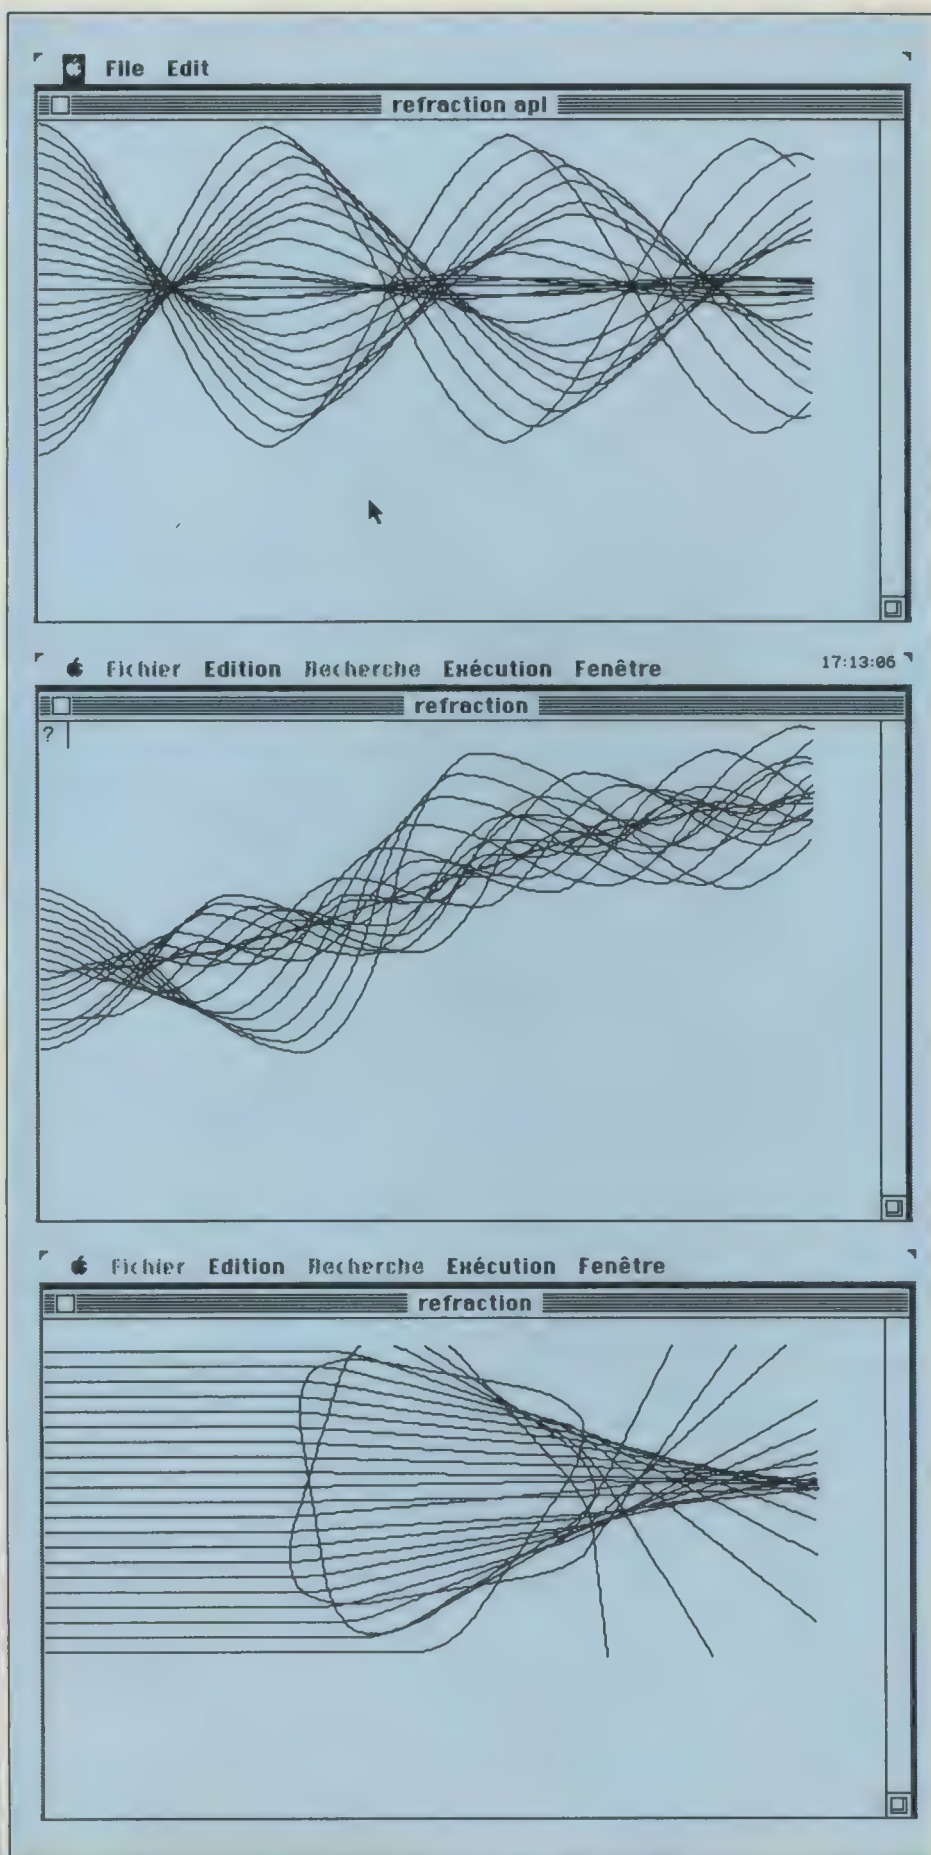 File Edit
refraction apl
Fichier Edition Recherche Exécution Fenêtre 17:13:06
refraction
?
Fichier Edition Recherche Exécution Fenêtre
refraction